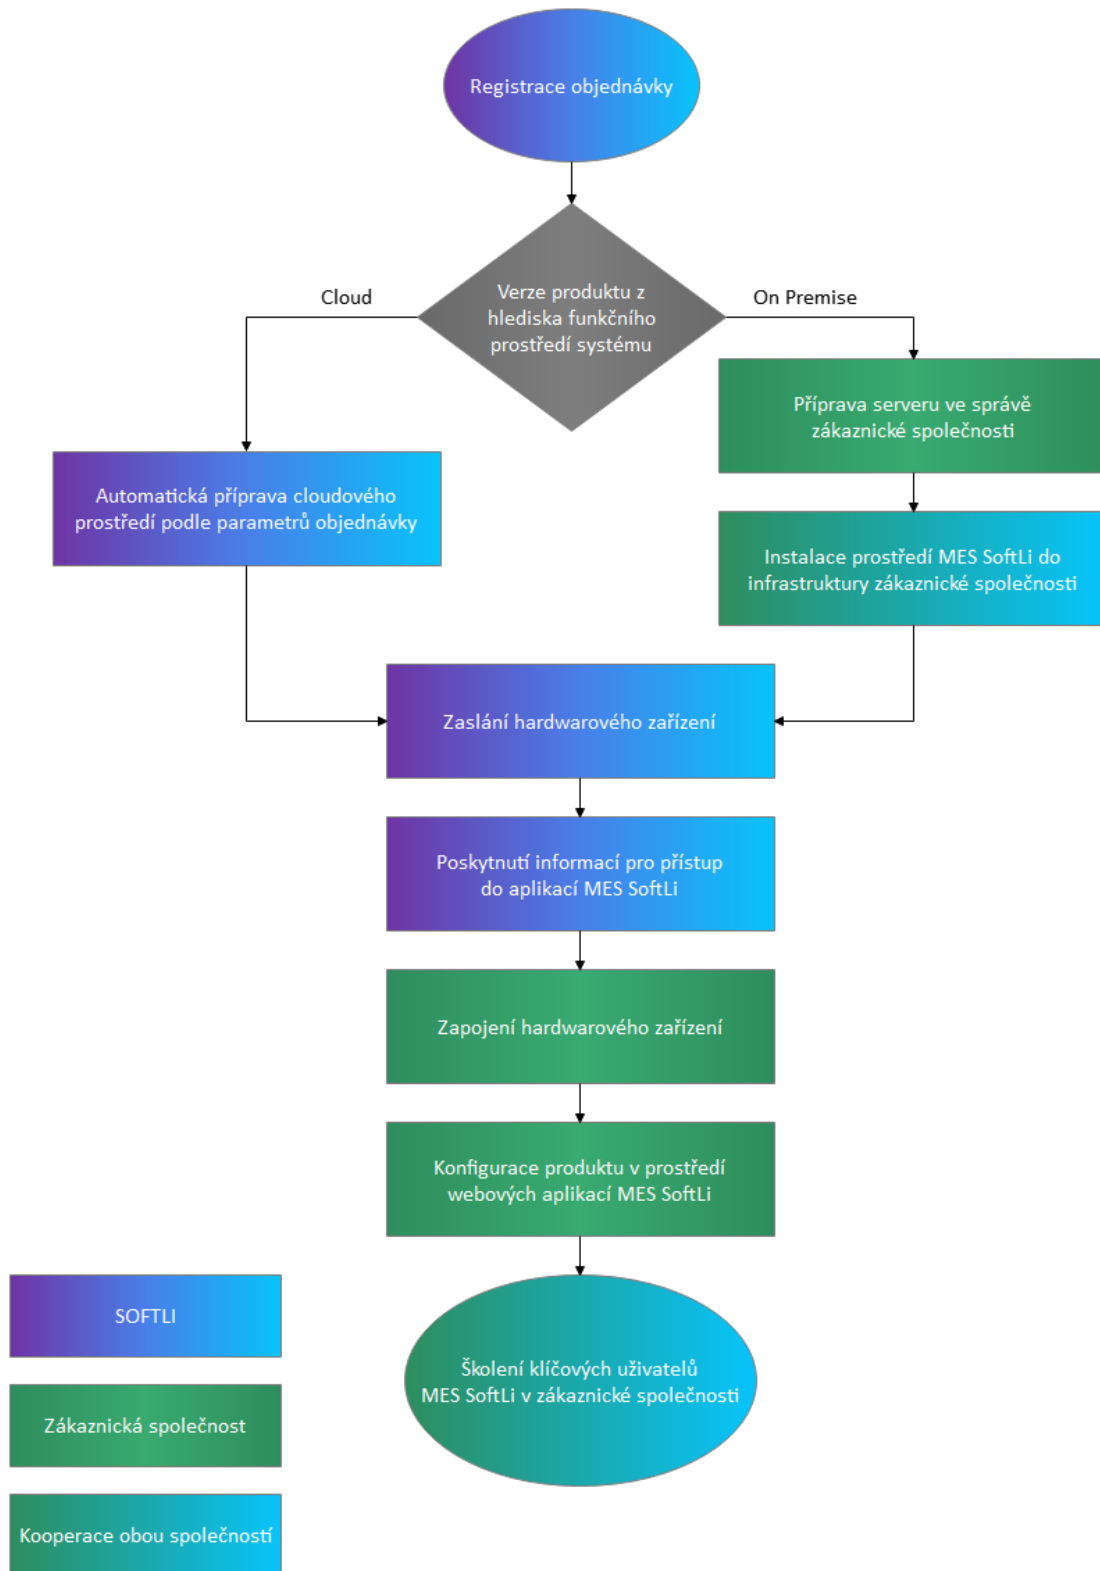 Registrace objednávky
Cloud
Verze produktu z
hlediska funkčního
prostředí systému
On Premise
Příprava serveru ve správě
zákaznické společnosti
Automatická příprava cloudového
prostředí podle parametrů objednávky
Instalace prostředí MES SoftLi do
infrastruktury zákaznické společnosti
Zaslání hardwarového zařízení
Poskytnutí informací pro přístup
do aplikací MES SoftLi
Zapojení hardwarového zařízení
Konfigurace produktu v prostředí
webových aplikací MES SoftLi
SOFTLI
Školení klíčových uživatelů
MES SoftLi v zákaznické společnosti
Zákaznická společnost
Kooperace obou společností